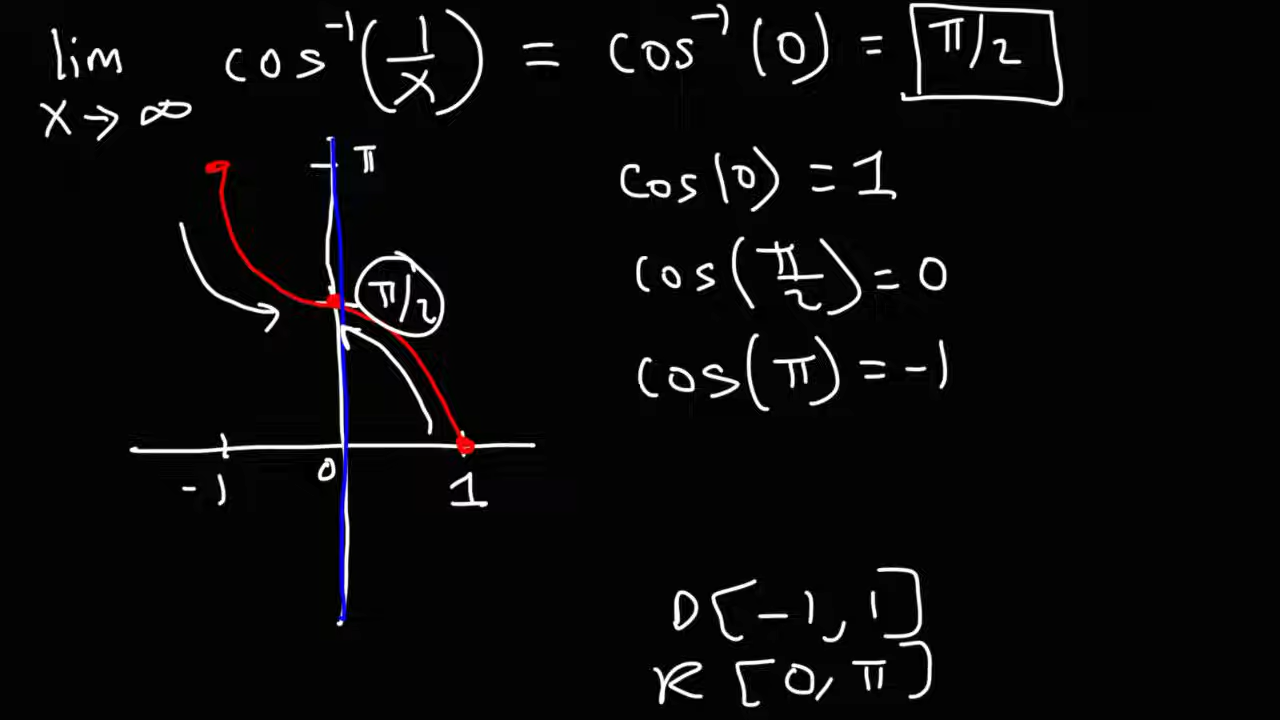 lim x→∞ cos⁻¹(1/x) = cos⁻¹(0) = π/2
π
cos(0) = 1
cos(π/2) = 0
π/2
cos(π) = -1
0
-1
1
D[-1, 1]
R[0, π]